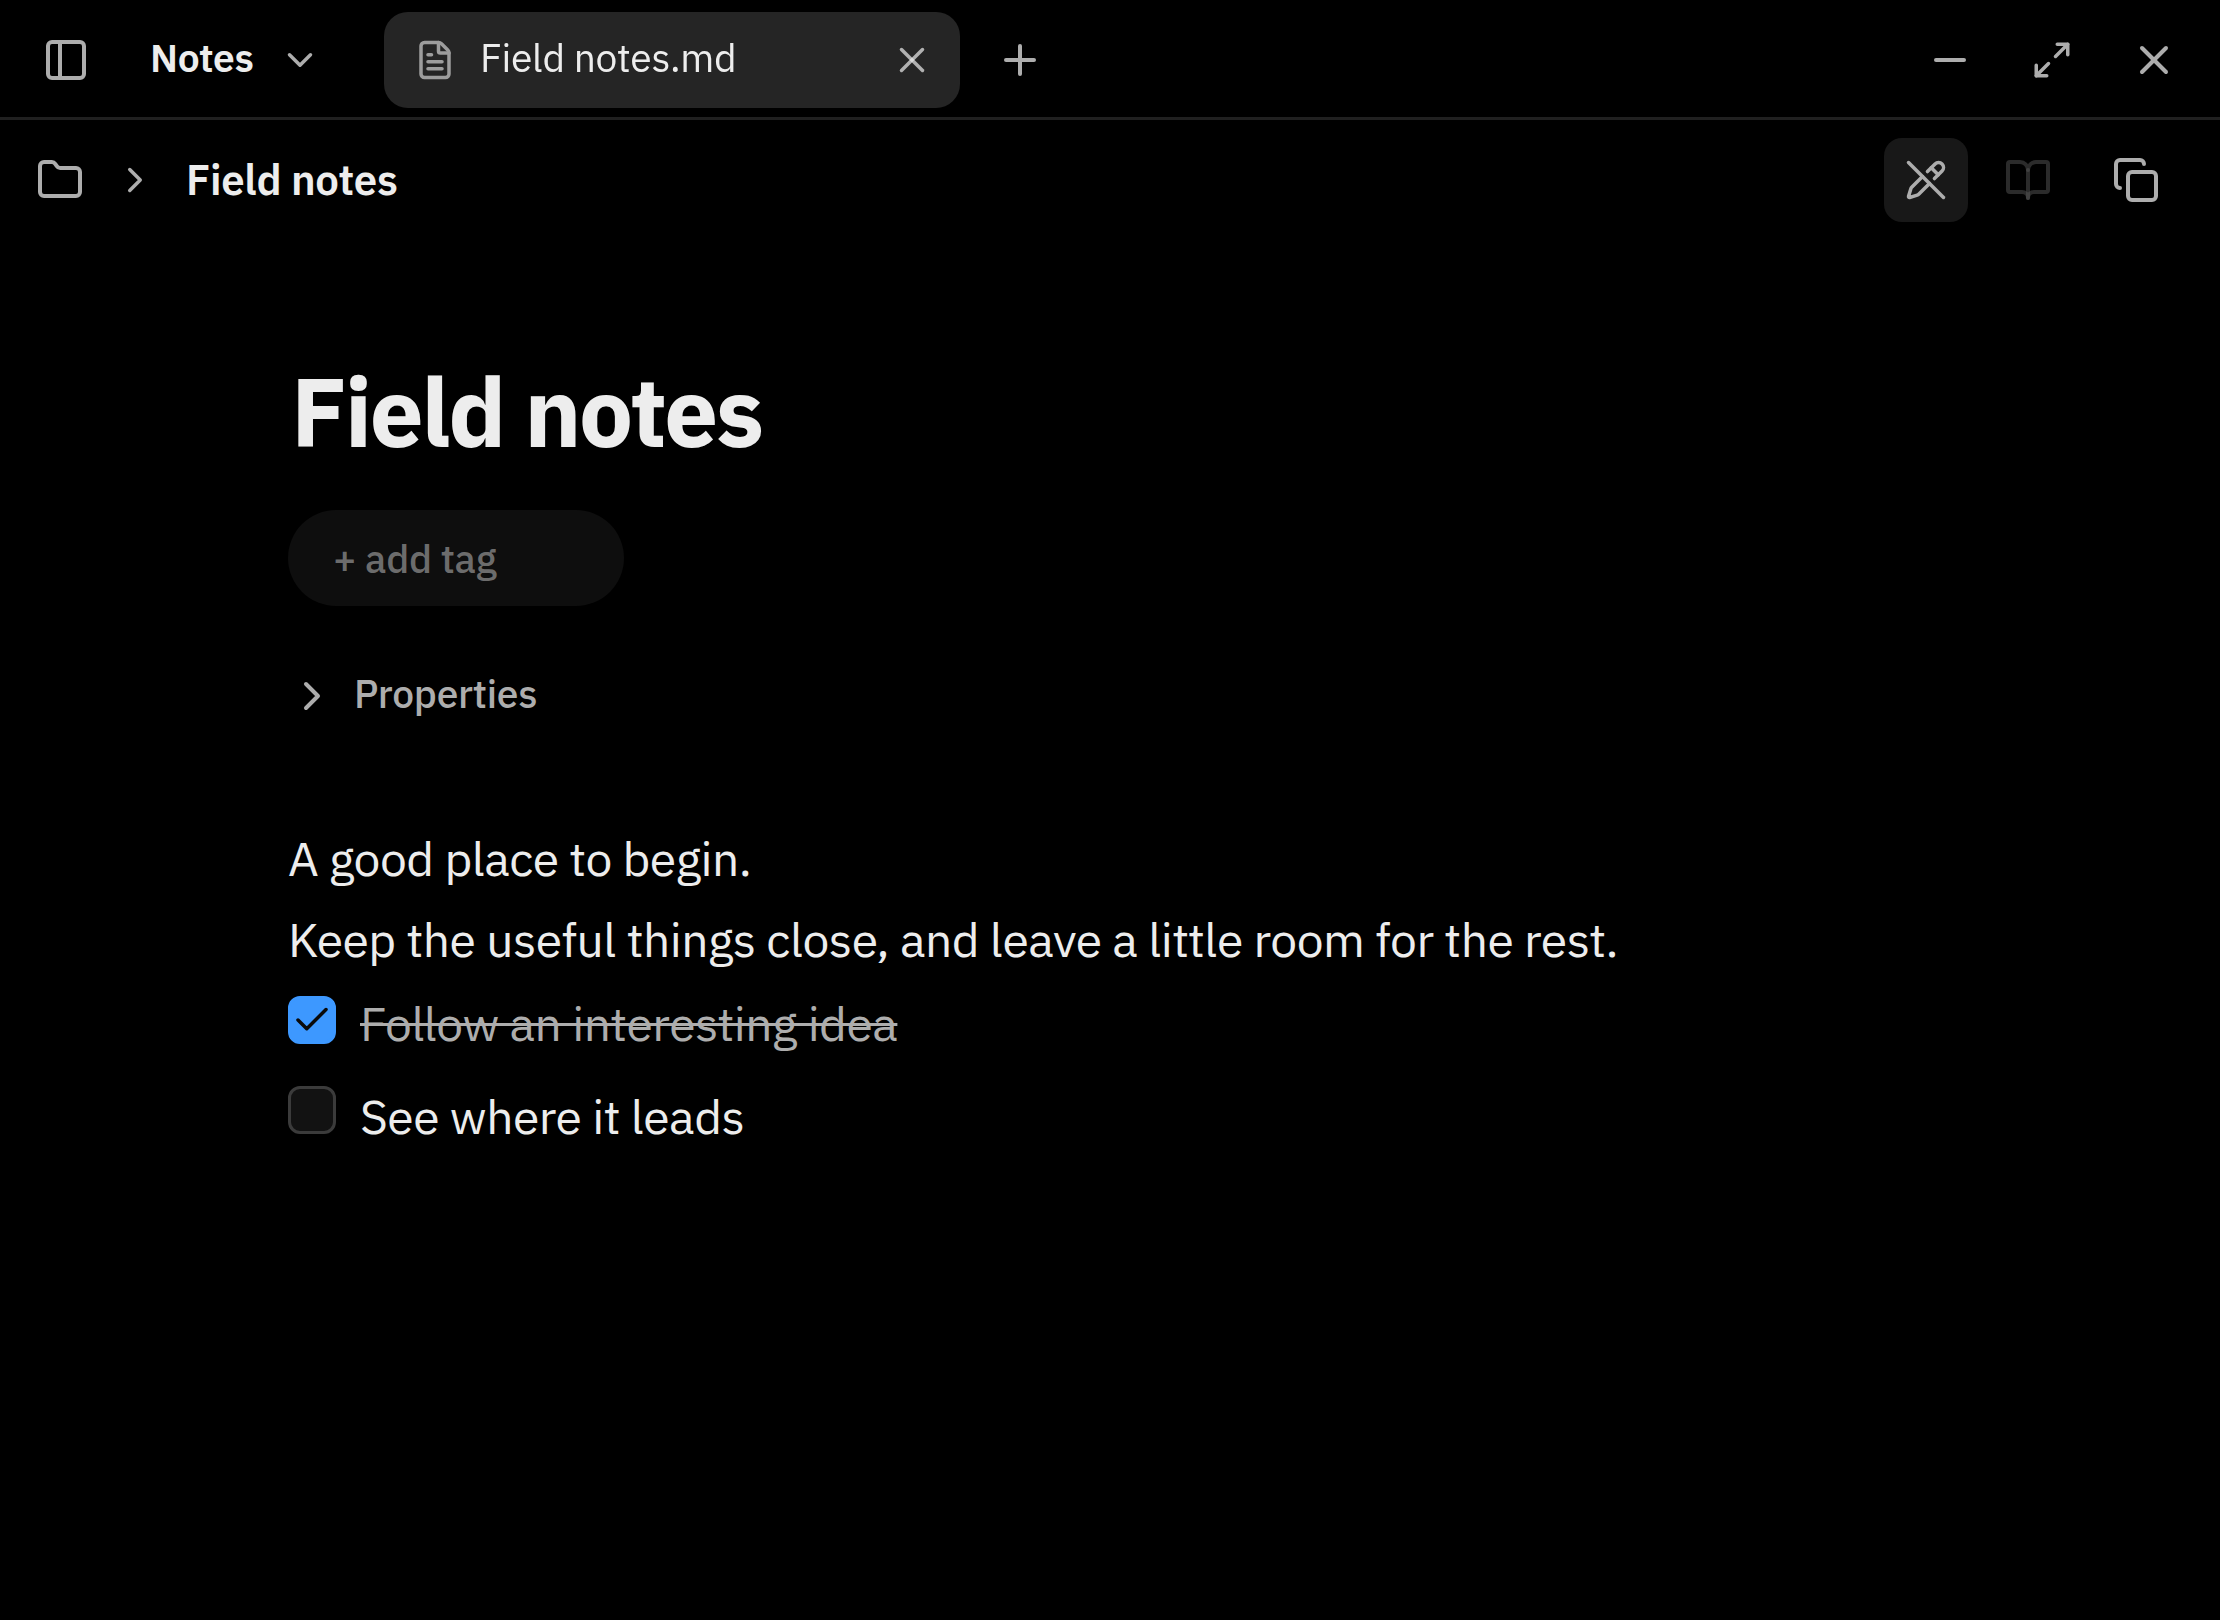 Notes
Field notes.md
Field notes
Field notes
+ add tag
Properties
A good place to begin.
Keep the useful things close, and leave a little room for the rest.
Follow an interesting idea
See where it leads